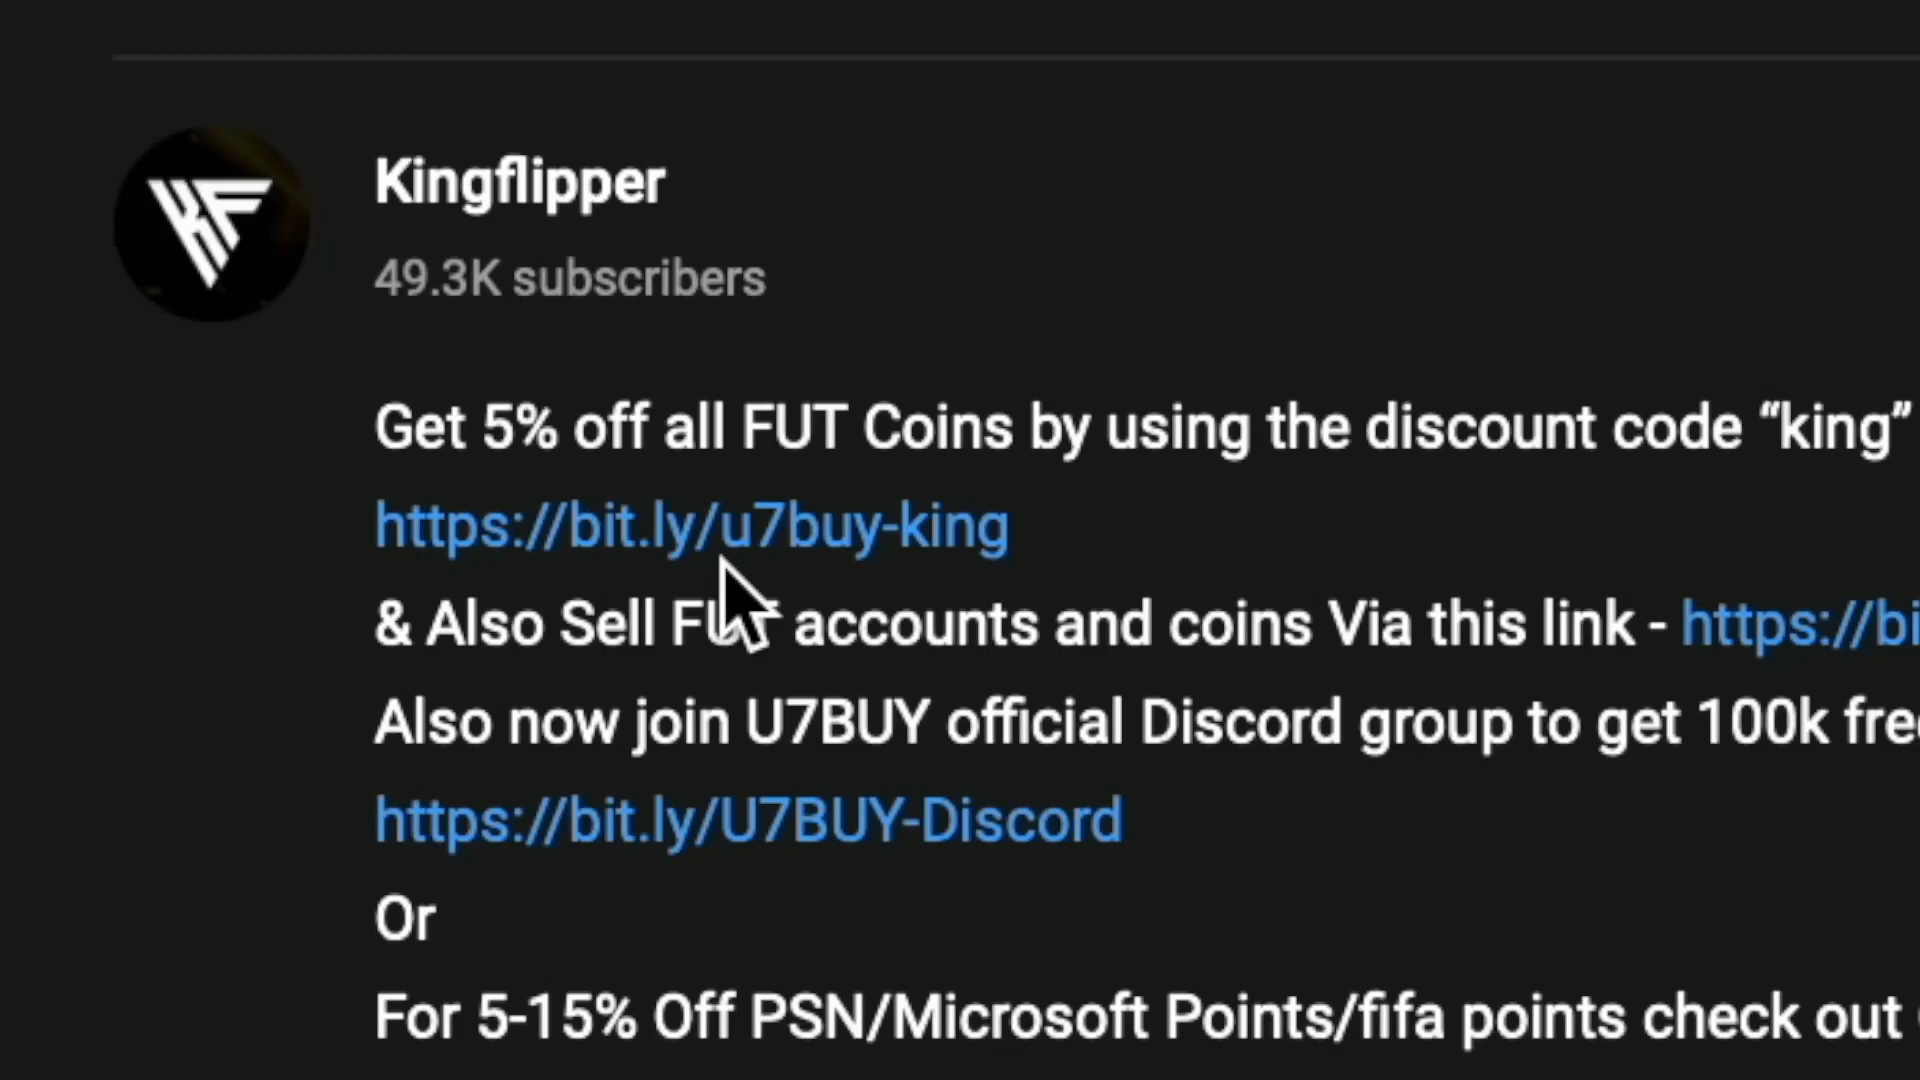 KF
Kingflipper
49.3K subscribers
Get 5% off all FUT Coins by using the discount code “king”
https://bit.ly/u7buy-king
& Also Sell FUT accounts and coins Via this link - https://bi
Also now join U7BUY official Discord group to get 100k free
https://bit.ly/U7BUY-Discord
Or
For 5-15% Off PSN/Microsoft Points/fifa points check out